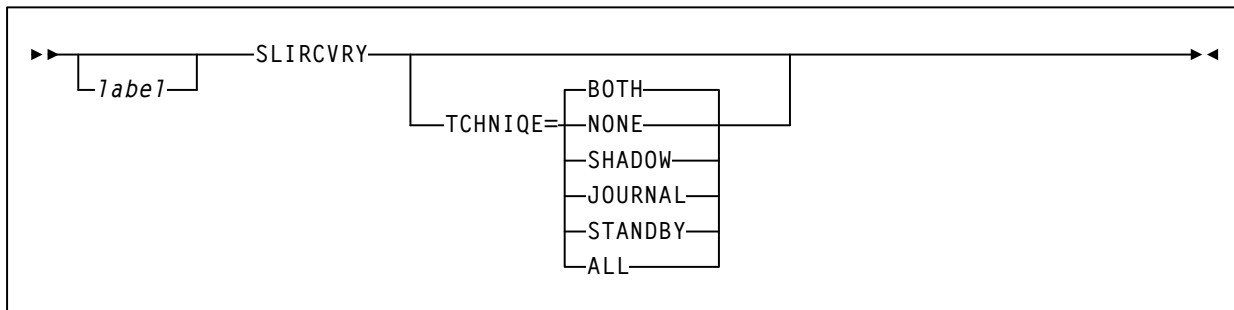 SLIRCVRY
label
BOTH
TCHNIQE=
NONE
SHADOW
JOURNAL
STANDBY
ALL